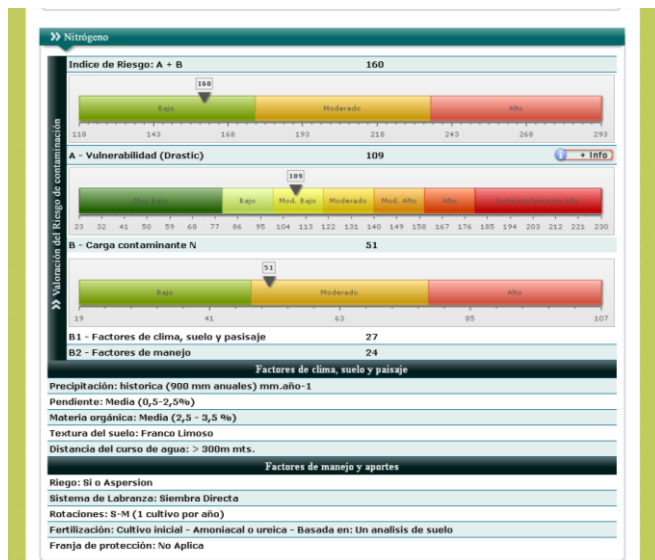 Nitrógeno
Indice de Riesgo: A + B 160
160
Bajo Moderado Alto
118 143 168 193 218 243 268 293
A - Vulnerabilidad (Drastic) 109 + Info
109
Muy Bajo Bajo Mod. Bajo Moderado Mod. Alto Alto Extremadamente Alto
23 32 41 50 59 68 77 86 95 104 113 122 131 140 149 158 167 176 185 194 203 212 221 230
B - Carga contaminante N 51
51
Bajo Moderado Alto
19 41 63 85 107
B1 - Factores de clima, suelo y pasisaje 27
B2 - Factores de manejo 24
Valoración del Riesgo de contaminación
Factores de clima, suelo y paisaje
Precipitación: historica (900 mm anuales) mm.año-1
Pendiente: Media (0,5-2,5%)
Materia orgánica: Media (2,5 - 3,5 %)
Textura del suelo: Franco Limoso
Distancia del curso de agua: > 300m mts.
Factores de manejo y aportes
Riego: Si o Aspersion
Sistema de Labranza: Siembra Directa
Rotaciones: S-M (1 cultivo por año)
Fertilización: Cultivo inicial - Amoniacal o ureica - Basada en: Un analisis de suelo
Franja de protección: No Aplica